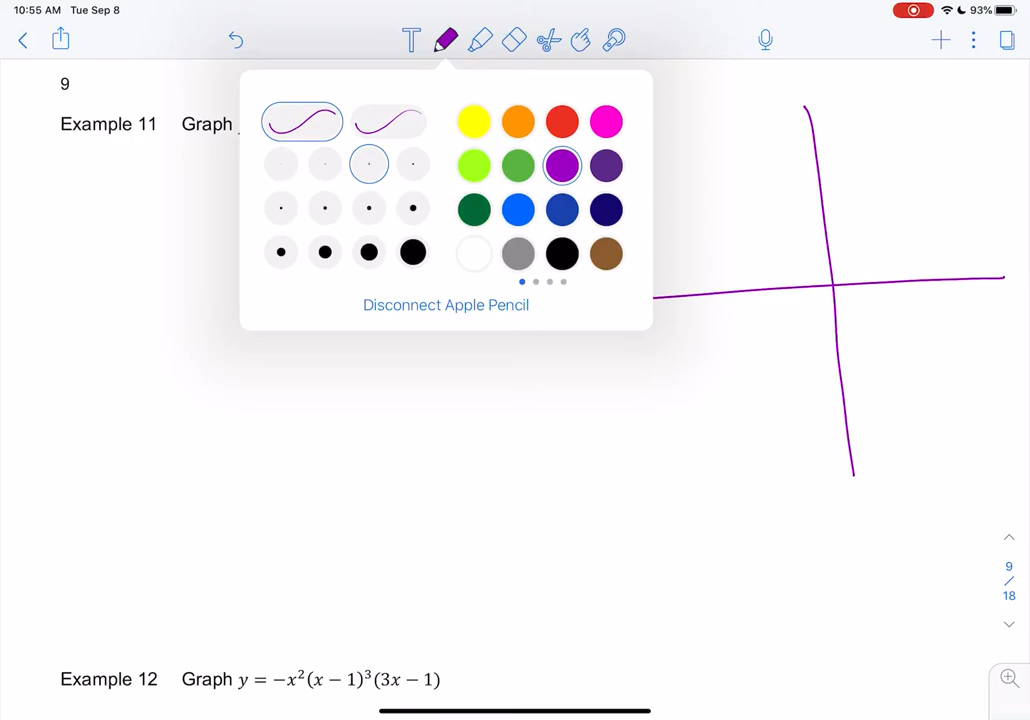 10:55 AM Tue Sep 8
93%
T
9
Example 11 Graph
Disconnect Apple Pencil
9
/
18
Example 12 Graph y = −x²(x − 1)³(3x − 1)